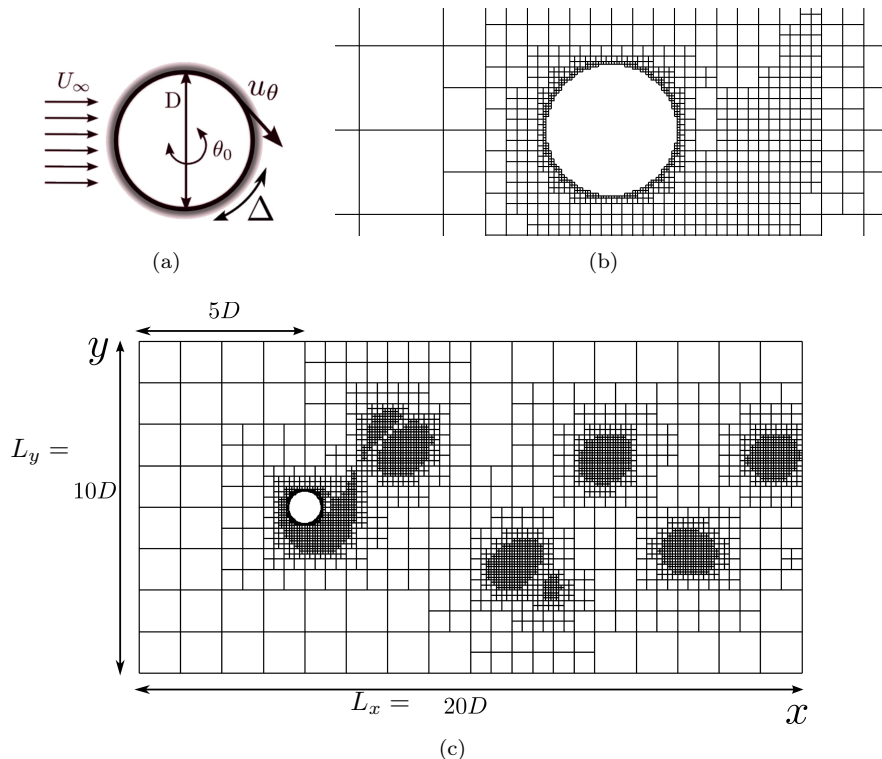 U∞
D
uθ
θ0
Δ
(a)
(b)
5D
y
Ly =
10D
Lx = 20D
x
(c)